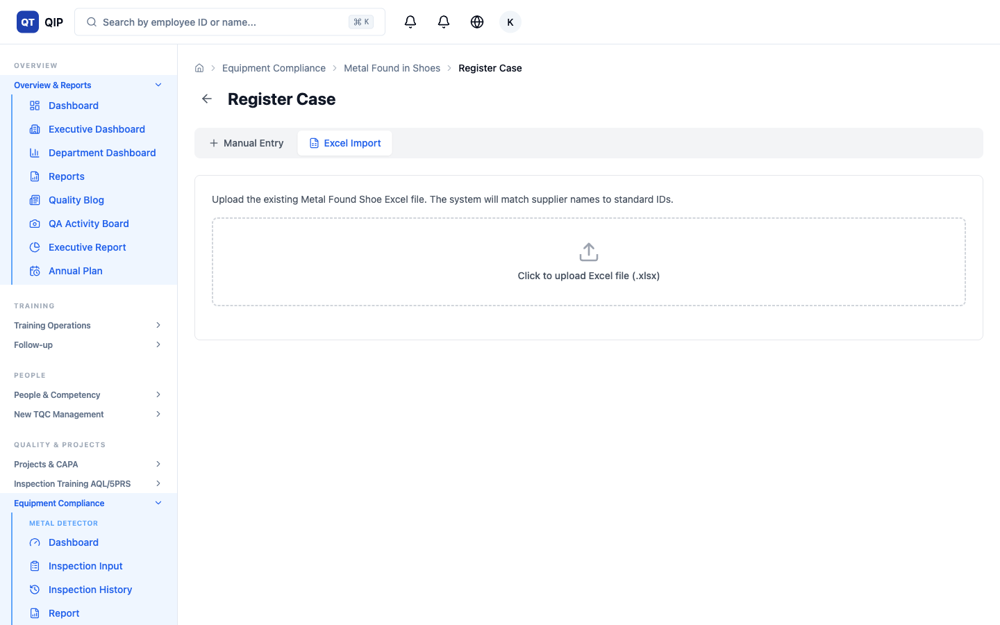 QT QIP
Search by employee ID or name...
⌘ K
K
OVERVIEW
Overview & Reports
Dashboard
Executive Dashboard
Department Dashboard
Reports
Quality Blog
QA Activity Board
Executive Report
Annual Plan
TRAINING
Training Operations
Follow-up
PEOPLE
People & Competency
New TQC Management
QUALITY & PROJECTS
Projects & CAPA
Inspection Training AQL/5PRS
Equipment Compliance
METAL DETECTOR
Dashboard
Inspection Input
Inspection History
Report
Equipment Compliance > Metal Found in Shoes > Register Case
Register Case
Manual Entry
Excel Import
Upload the existing Metal Found Shoe Excel file. The system will match supplier names to standard IDs.
Click to upload Excel file (.xlsx)